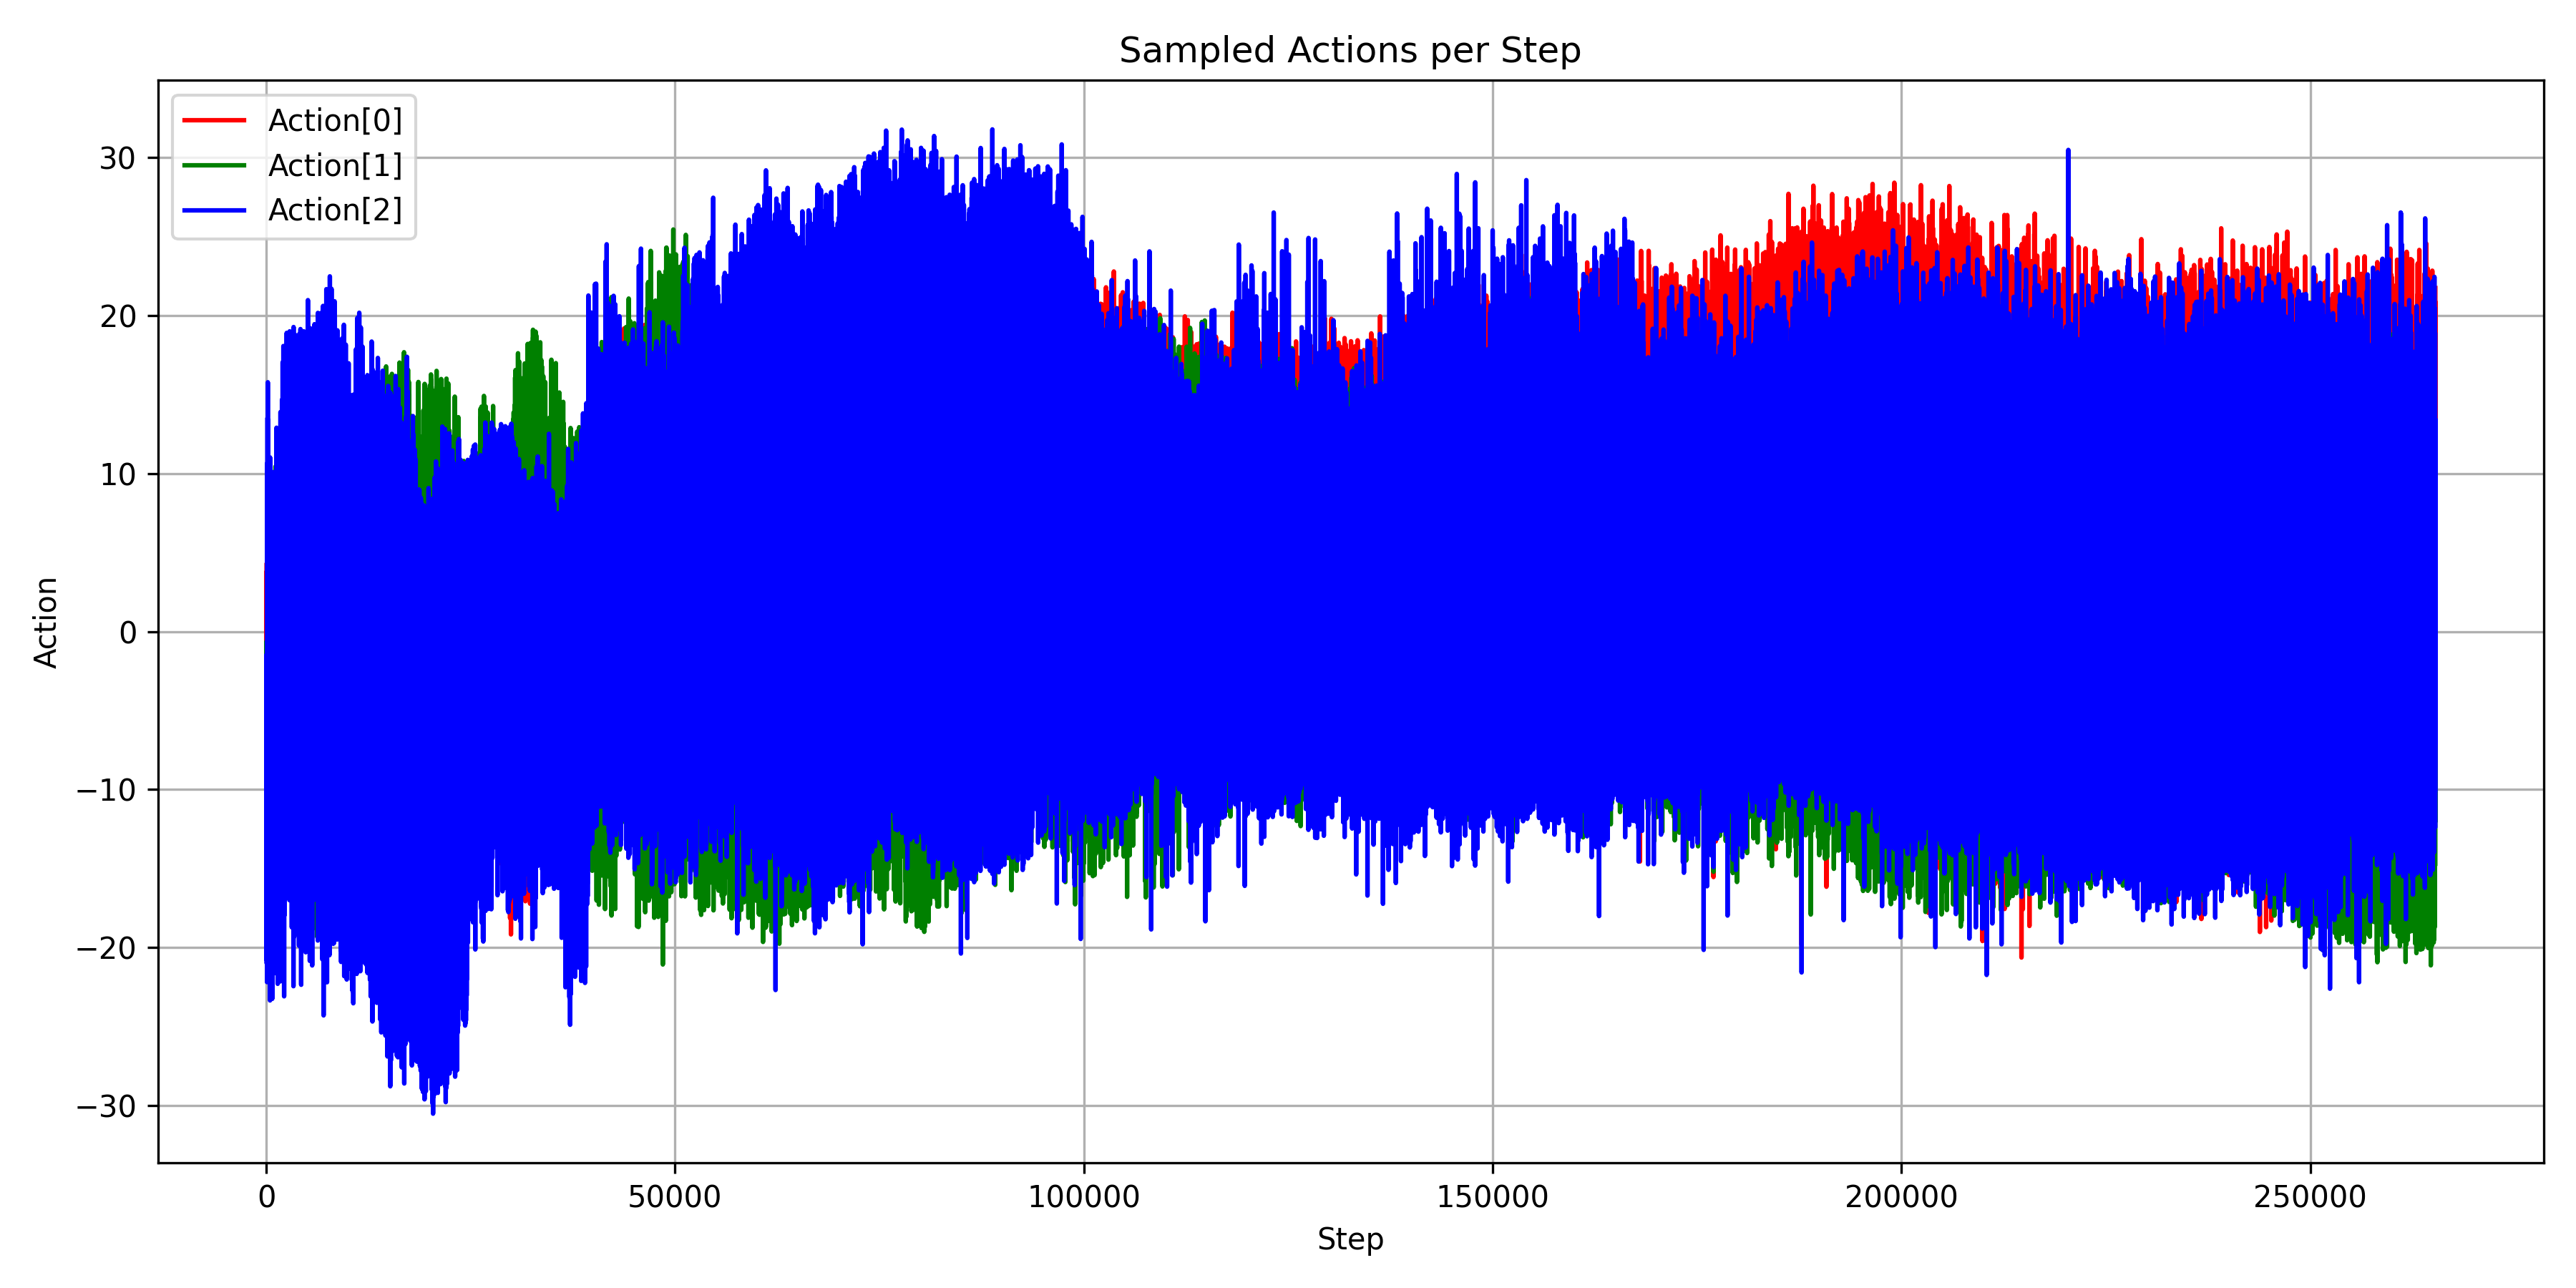 Sampled Actions per Step
Action[0]
Action[1]
Action[2]
30
20
10
0
−10
−20
−30
Action
0 50000 100000 150000 200000 250000
Step